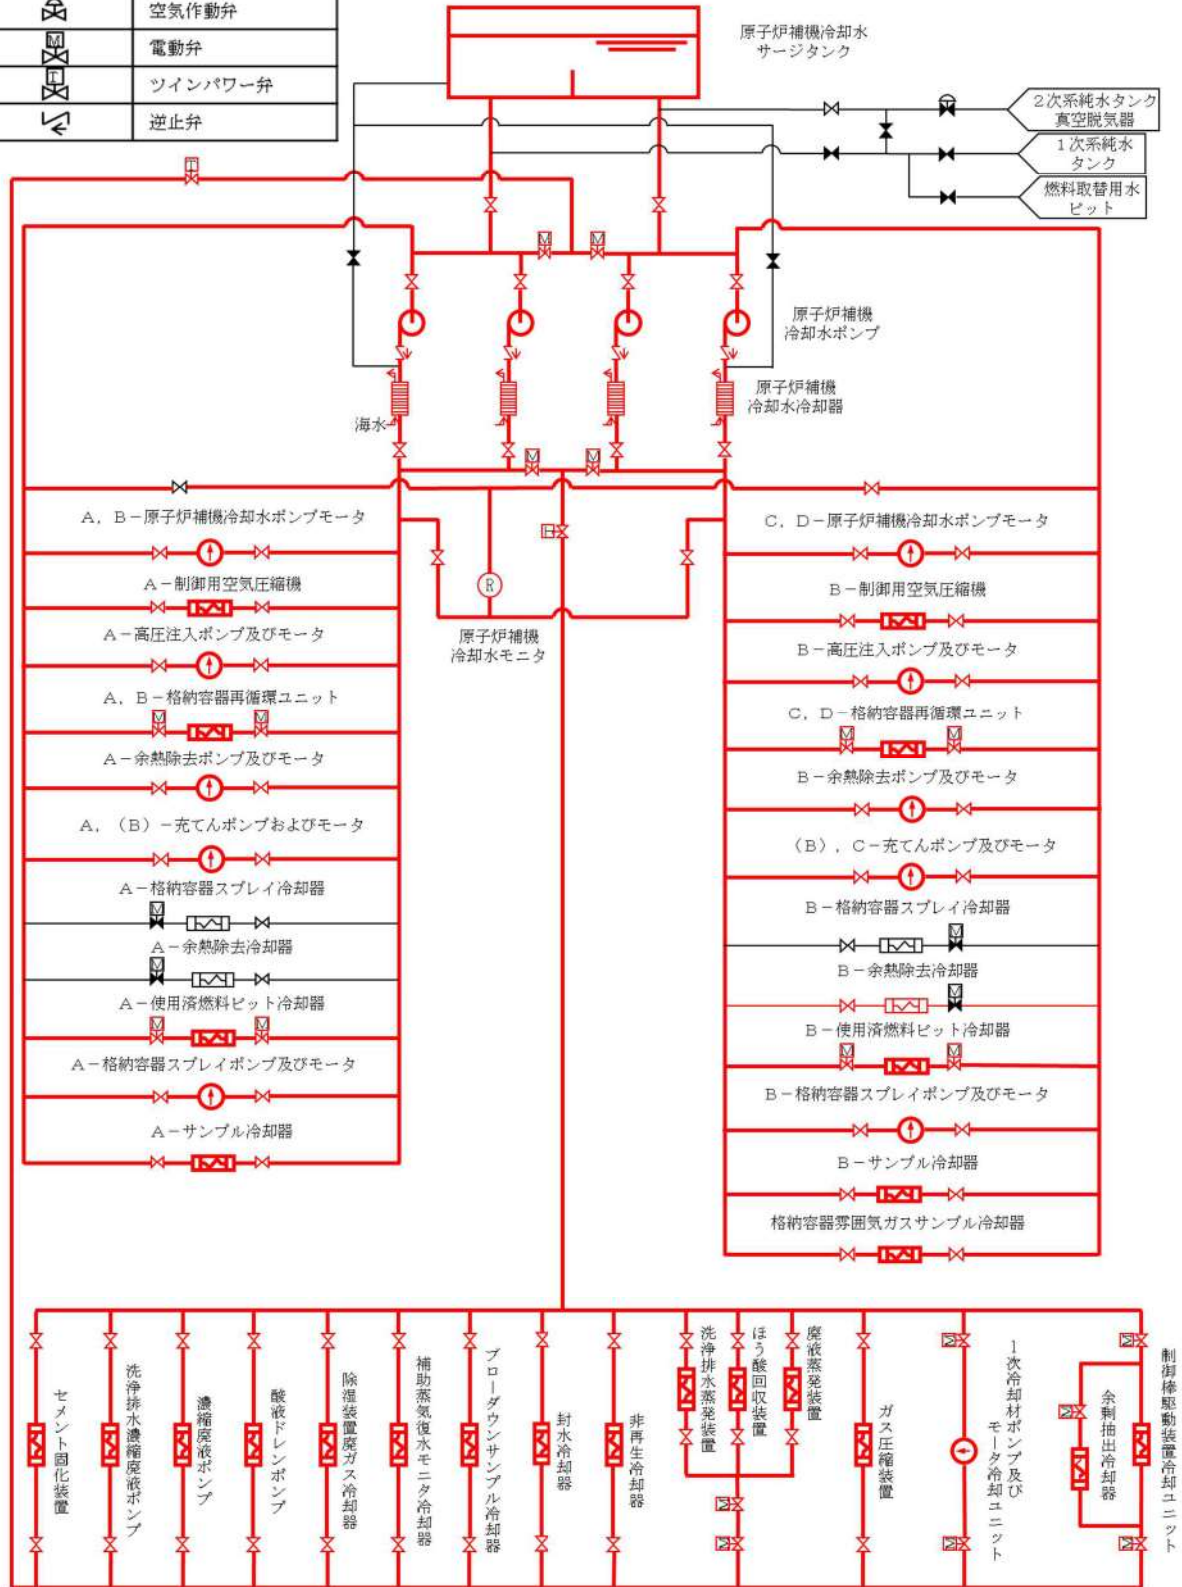 空気作動弁
M
電動弁
T
ツインパワー弁
逆止弁
原子炉補機冷却水
サージタンク
2次系純水タンク
真空脱気器
1次系純水
タンク
燃料取替用水
ピット
T
M
M
原子炉補機
冷却水ポンプ
原子炉補機
冷却水冷却器
海水
M
M
A,B-原子炉補機冷却水ポンプモータ
C,D-原子炉補機冷却水ポンプモータ
A-制御用空気圧縮機
R
B-制御用空気圧縮機
A-高圧注入ポンプ及びモータ
原子炉補機
冷却水モニタ
B-高圧注入ポンプ及びモータ
A,B-格納容器再循環ユニット
M
M
C,D-格納容器再循環ユニット
M
M
A-余熱除去ポンプ及びモータ
B-余熱除去ポンプ及びモータ
A,(B)-充てんポンプおよびモータ
(B),C-充てんポンプ及びモータ
A-格納容器スプレイ冷却器
M
B-格納容器スプレイ冷却器
M
A-余熱除去冷却器
M
B-余熱除去冷却器
M
A-使用済燃料ピット冷却器
M
M
B-使用済燃料ピット冷却器
M
M
A-格納容器スプレイポンプ及びモータ
B-格納容器スプレイポンプ及びモータ
A-サンプル冷却器
B-サンプル冷却器
格納容器雰囲気ガスサンプル冷却器
セメント固化装置
洗浄排水濃縮廃液ポンプ
濃縮廃液ポンプ
酸液ドレンポンプ
除湿装置廃ガス冷却器
補助蒸気復水モニタ冷却器
ブローダウンサンプル冷却器
封水冷却器
非再生冷却器
洗浄排水蒸発装置
ほう酸回収装置
廃液蒸発装置
M
M
ガス圧縮装置
M
M
1次冷却材ポンプ及び
モータ冷却ユニット
M
M
M
余剰抽出冷却器
制御棒駆動装置冷却ユニット